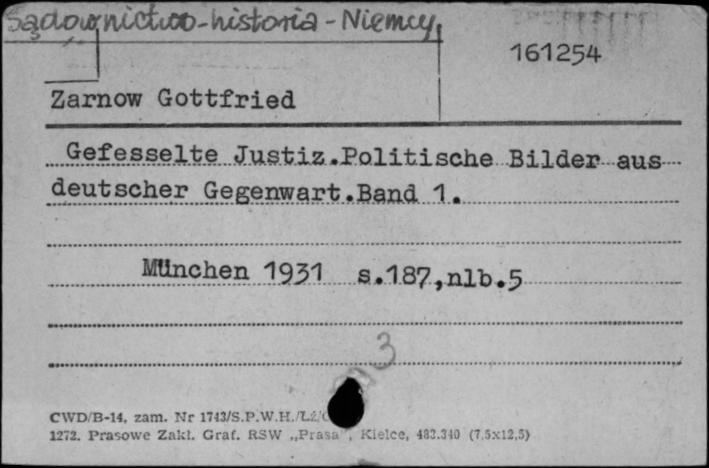 Sądownictwo-historia-Niemcy
161254
Zarnow Gottfried
Gefesselte Justiz.Politische Bilder aus
deutscher Gegenwart.Band 1.
München 1931 s.187,nlb.5
3
CWD/B-14, zam. Nr 1743/S.P.W.H./Lź/
1272. Prasowe Zakł. Graf. RSW „Prasa", Kielce, 483.340 (7,5x12,5)